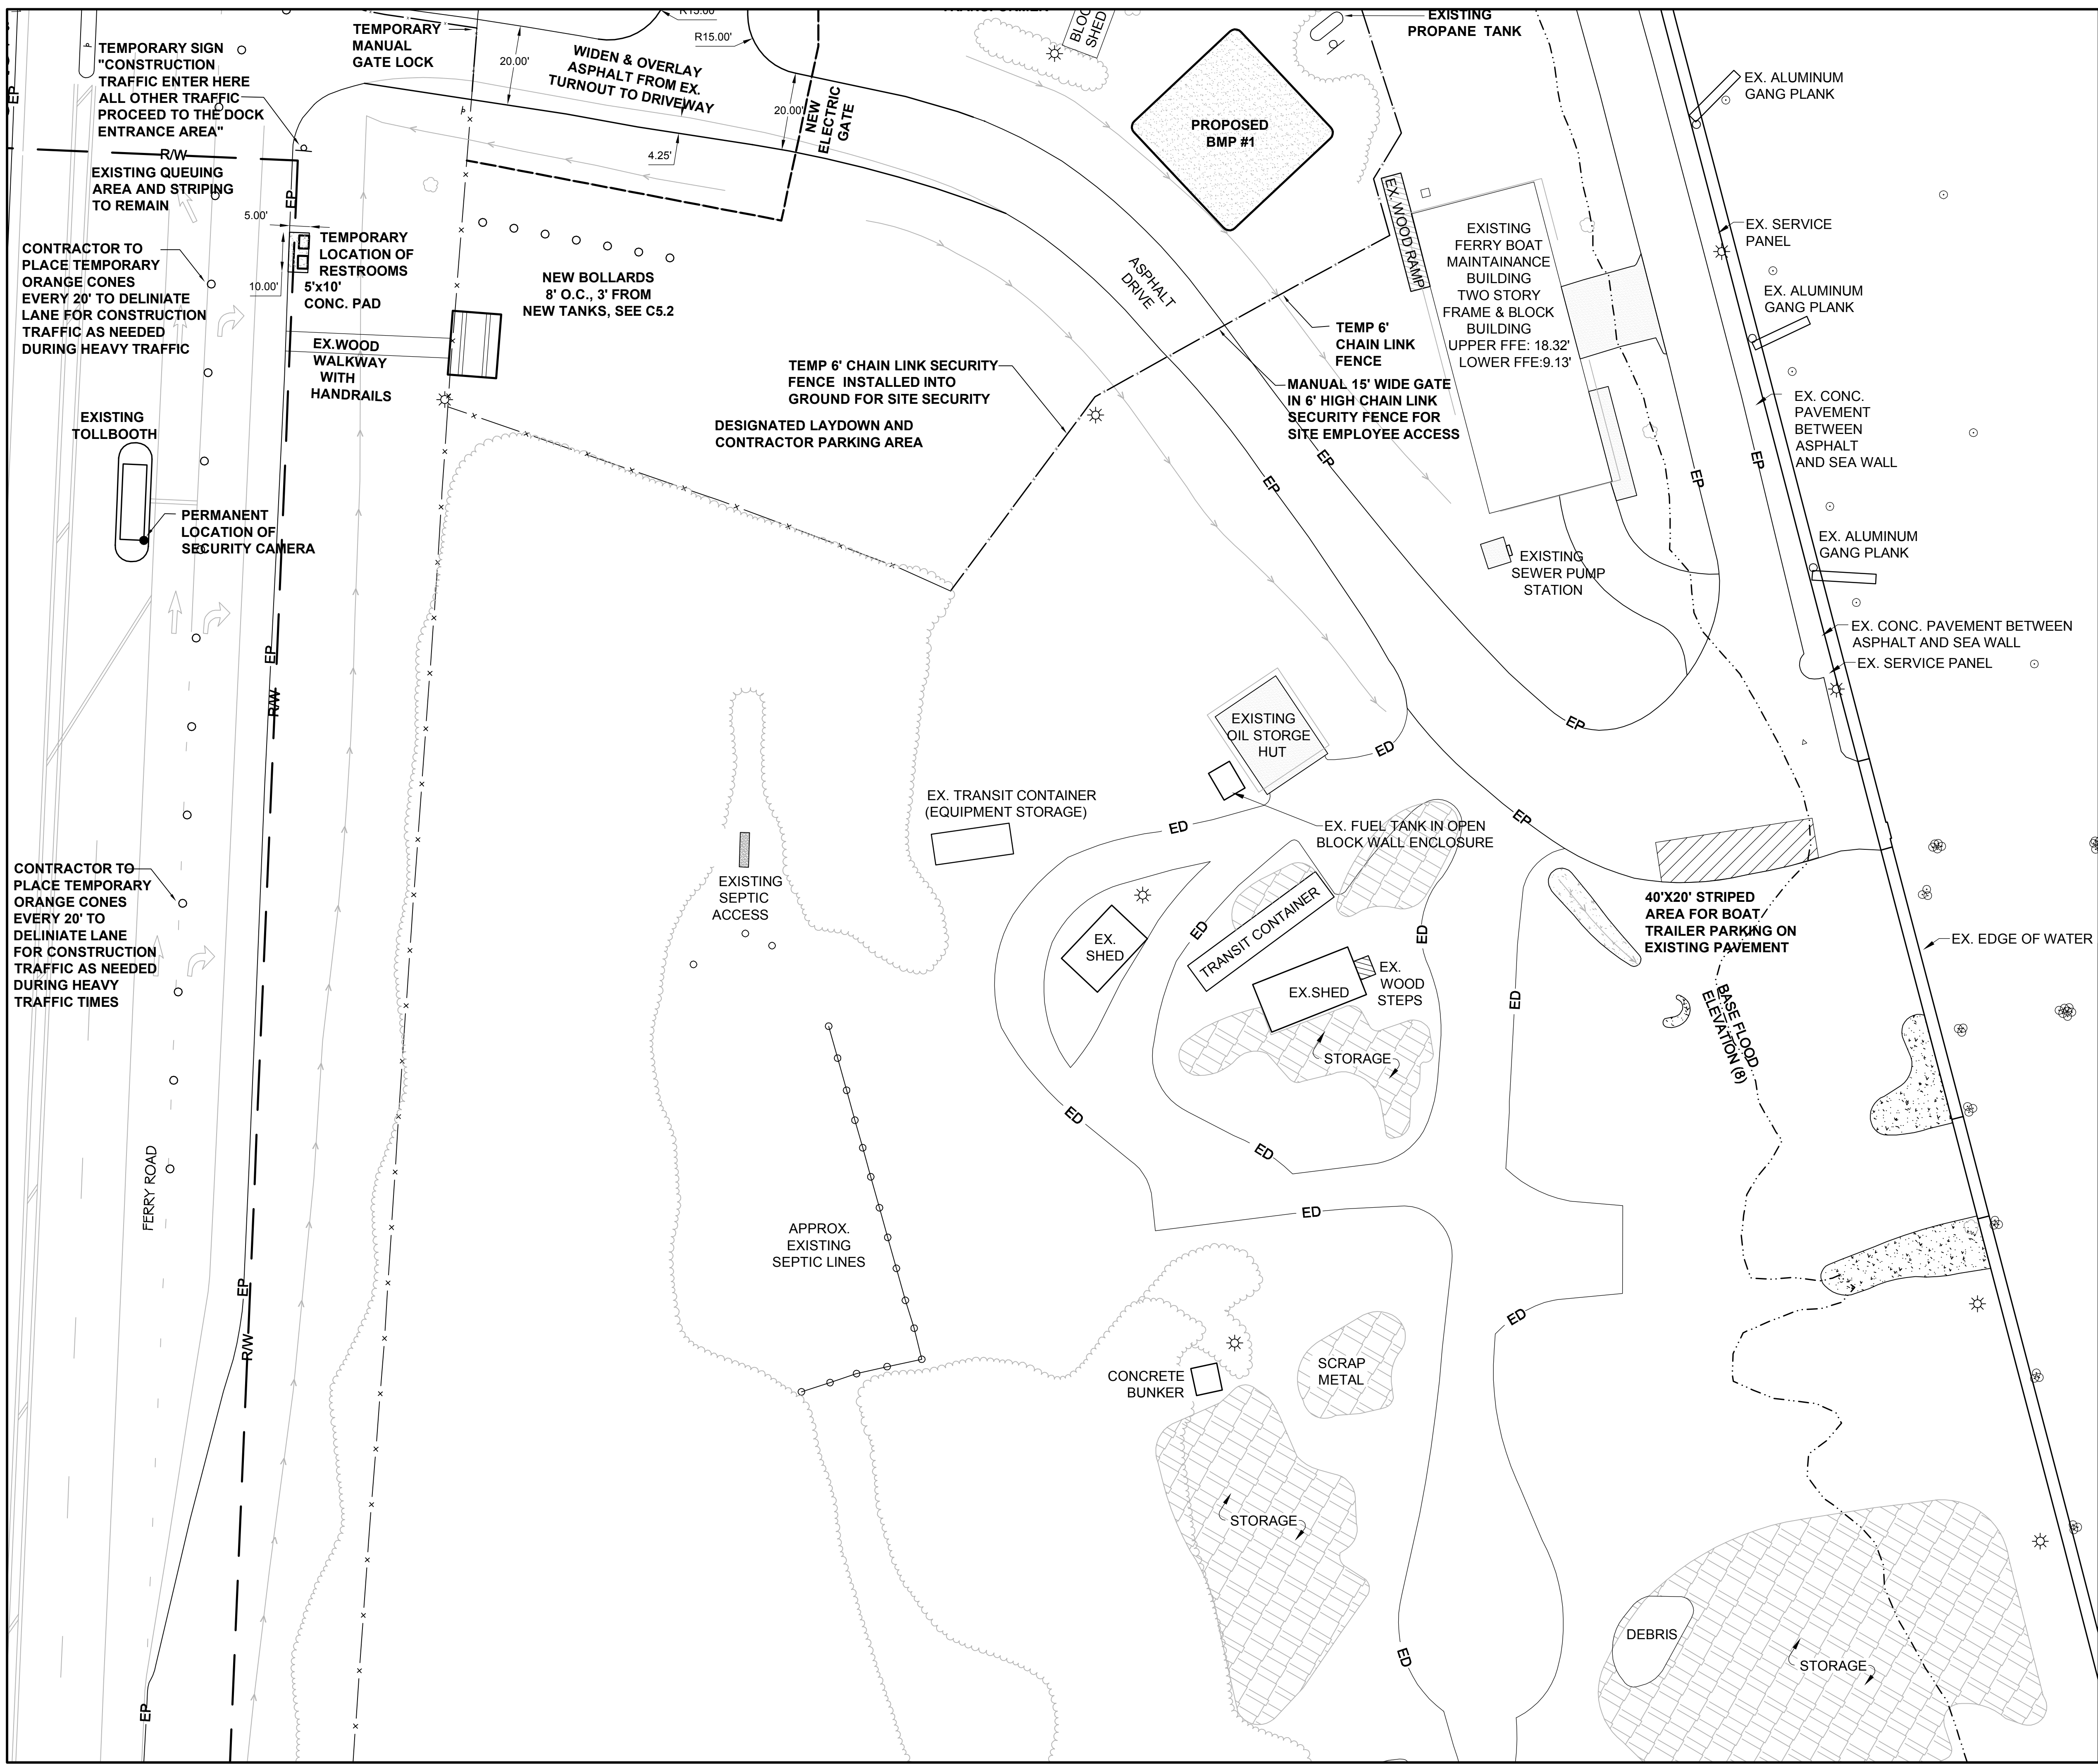 TEMPORARY SIGN
"CONSTRUCTION
TRAFFIC ENTER HERE
ALL OTHER TRAFFIC
PROCEED TO THE DOCK
ENTRANCE AREA"
TEMPORARY
MANUAL
GATE LOCK
20.00'
WIDEN & OVERLAY
ASPHALT FROM EX.
TURNOUT TO DRIVEWAY
R15.00'
R15.00'
20.00'
4.25'
NEW
ELECTRIC
GATE
SHED
PROPOSED
BMP #1
EXISTING
PROPANE TANK
EX. ALUMINUM
GANG PLANK
EP
R/W
EXISTING QUEUING
AREA AND STRIPING
TO REMAIN
EP
5.00'
10.00'
TEMPORARY
LOCATION OF
RESTROOMS
5'x10'
CONC. PAD
CONTRACTOR TO
PLACE TEMPORARY
ORANGE CONES
EVERY 20' TO DELINIATE
LANE FOR CONSTRUCTION
TRAFFIC AS NEEDED
DURING HEAVY TRAFFIC
EX.WOOD
WALKWAY
WITH
HANDRAILS
NEW BOLLARDS
8' O.C., 3' FROM
NEW TANKS, SEE C5.2
ASPHALT
DRIVE
EX. WOOD RAMP
EXISTING
FERRY BOAT
MAINTAINANCE
BUILDING
TWO STORY
FRAME & BLOCK
BUILDING
UPPER FFE: 18.32'
LOWER FFE:9.13'
EX. SERVICE
PANEL
EX. ALUMINUM
GANG PLANK
TEMP 6'
CHAIN LINK
FENCE
TEMP 6' CHAIN LINK SECURITY
FENCE INSTALLED INTO
GROUND FOR SITE SECURITY
MANUAL 15' WIDE GATE
IN 6' HIGH CHAIN LINK
SECURITY FENCE FOR
SITE EMPLOYEE ACCESS
DESIGNATED LAYDOWN AND
CONTRACTOR PARKING AREA
EX. CONC.
PAVEMENT
BETWEEN
ASPHALT
AND SEA WALL
EXISTING
TOLLBOOTH
EP
EP
EP
EP
PERMANENT
LOCATION OF
SECURITY CAMERA
EX. ALUMINUM
GANG PLANK
EXISTING
SEWER PUMP
STATION
EX. CONC. PAVEMENT BETWEEN
ASPHALT AND SEA WALL
EX. SERVICE PANEL
EP
R/W
EXISTING
OIL STORGE
HUT
ED
EP
EX. TRANSIT CONTAINER
(EQUIPMENT STORAGE)
ED
EX. FUEL TANK IN OPEN
BLOCK WALL ENCLOSURE
EP
CONTRACTOR TO
PLACE TEMPORARY
ORANGE CONES
EVERY 20' TO
DELINIATE LANE
FOR CONSTRUCTION
TRAFFIC AS NEEDED
DURING HEAVY
TRAFFIC TIMES
EXISTING
SEPTIC
ACCESS
EX.
SHED
ED
TRANSIT CONTAINER
ED
40'X20' STRIPED
AREA FOR BOAT
TRAILER PARKING ON
EXISTING PAVEMENT
EX. EDGE OF WATER
EX.SHED
EX.
WOOD
STEPS
ED
BASE FLOOD
ELEVATION (8)
STORAGE
ED
ED
FERRY ROAD
APPROX.
EXISTING
SEPTIC LINES
ED
EP
R/W
ED
CONCRETE
BUNKER
SCRAP
METAL
STORAGE
DEBRIS
STORAGE
ED
EP